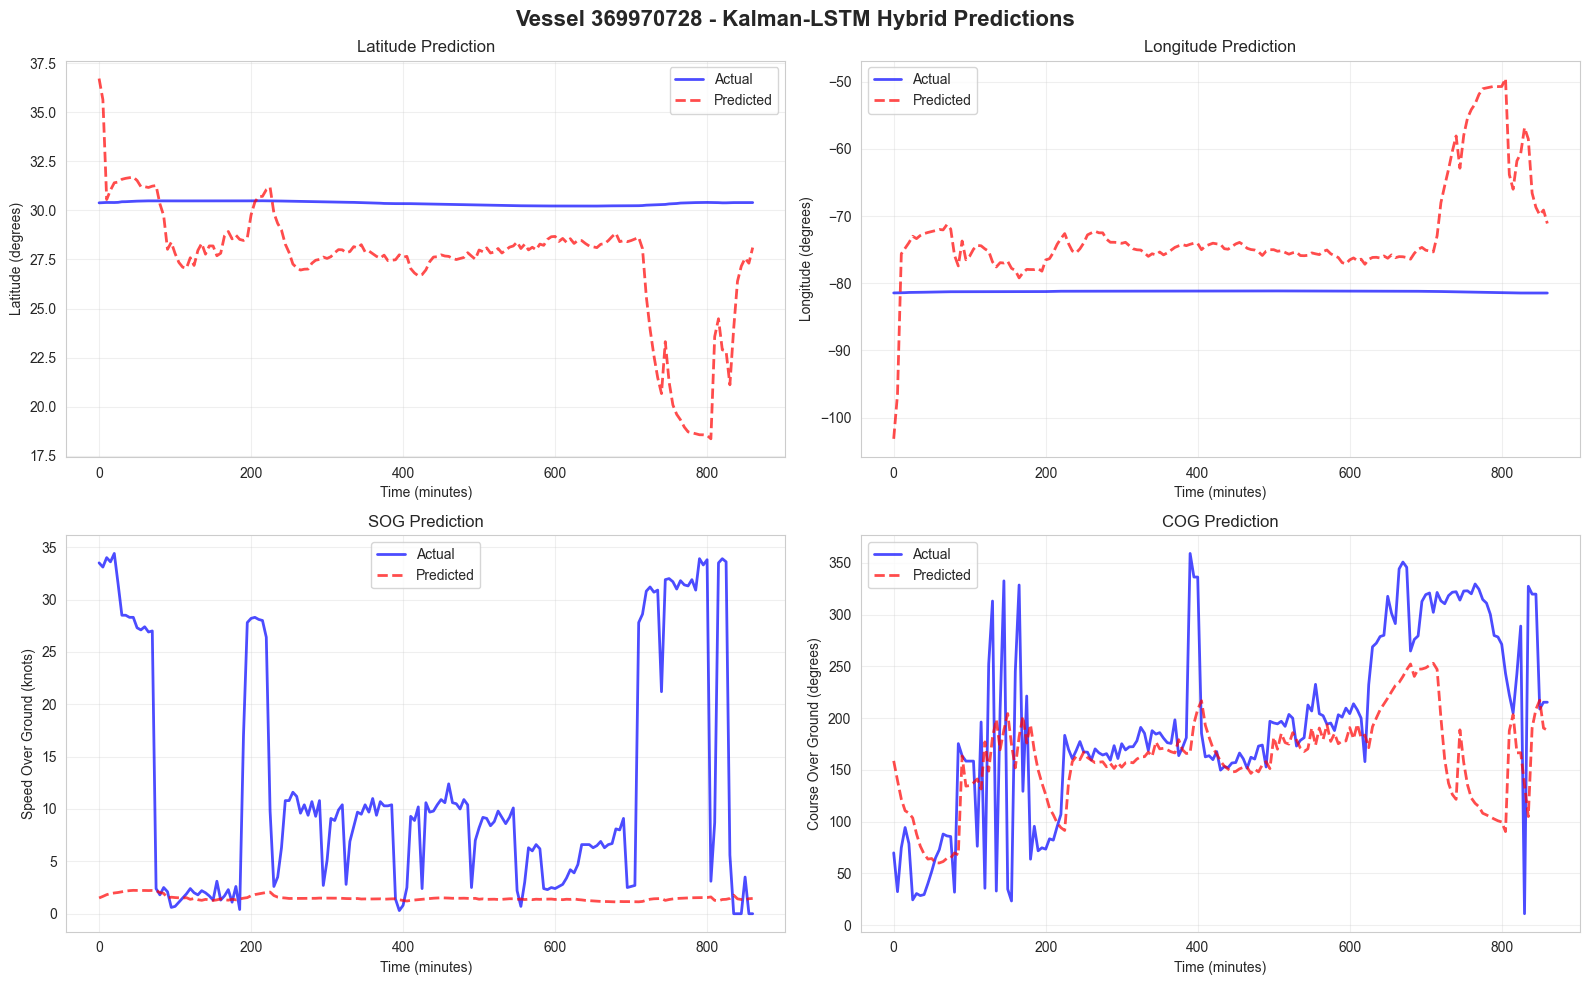 Vessel 369970728 - Kalman-LSTM Hybrid Predictions
Latitude Prediction
Latitude (degrees)
37.5
35.0
32.5
30.0
27.5
25.0
22.5
20.0
17.5
Actual
Predicted
0
200
400
600
800
Time (minutes)
Longitude Prediction
Longitude (degrees)
−50
−60
−70
−80
−90
−100
Actual
Predicted
0
200
400
600
800
Time (minutes)
SOG Prediction
Speed Over Ground (knots)
35
30
25
20
15
10
5
0
Actual
Predicted
0
200
400
600
800
Time (minutes)
COG Prediction
Course Over Ground (degrees)
350
300
250
200
150
100
50
0
Actual
Predicted
0
200
400
600
800
Time (minutes)